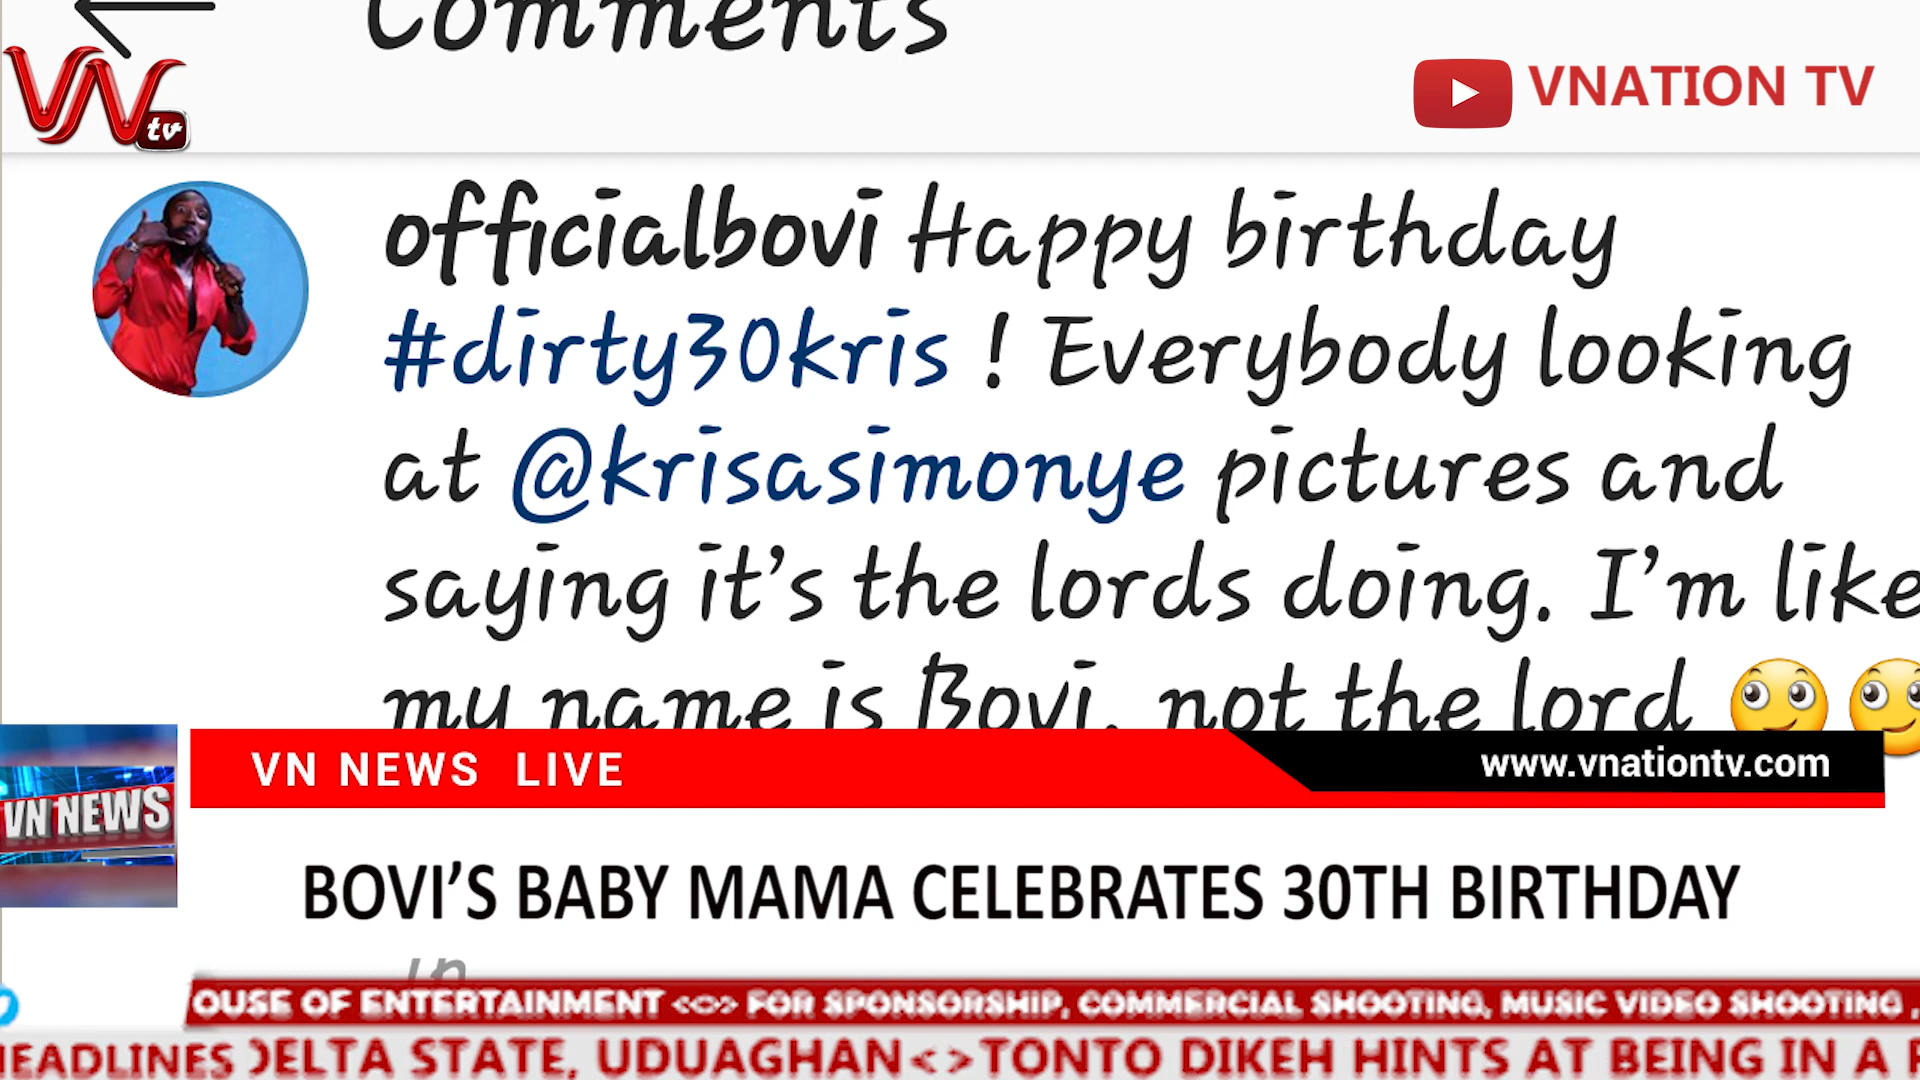 Comments
VN tv
VNATION TV
officialbovi Happy birthday
#dirty30kris ! Everybody looking
at @krisasimonye pictures and
saying it's the lords doing. I'm like
my name is Bovi, not the lord
VN NEWS LIVE
www.vnationtv.com
VN NEWS
BOVI'S BABY MAMA CELEBRATES 30TH BIRTHDAY
OUSE OF ENTERTAINMENT <<>> FOR SPONSORSHIP, COMMERCIAL SHOOTING, MUSIC VIDEO SHOOTING ,
HEADLINES DELTA STATE, UDUAGHAN<>TONTO DIKEH HINTS AT BEING IN A